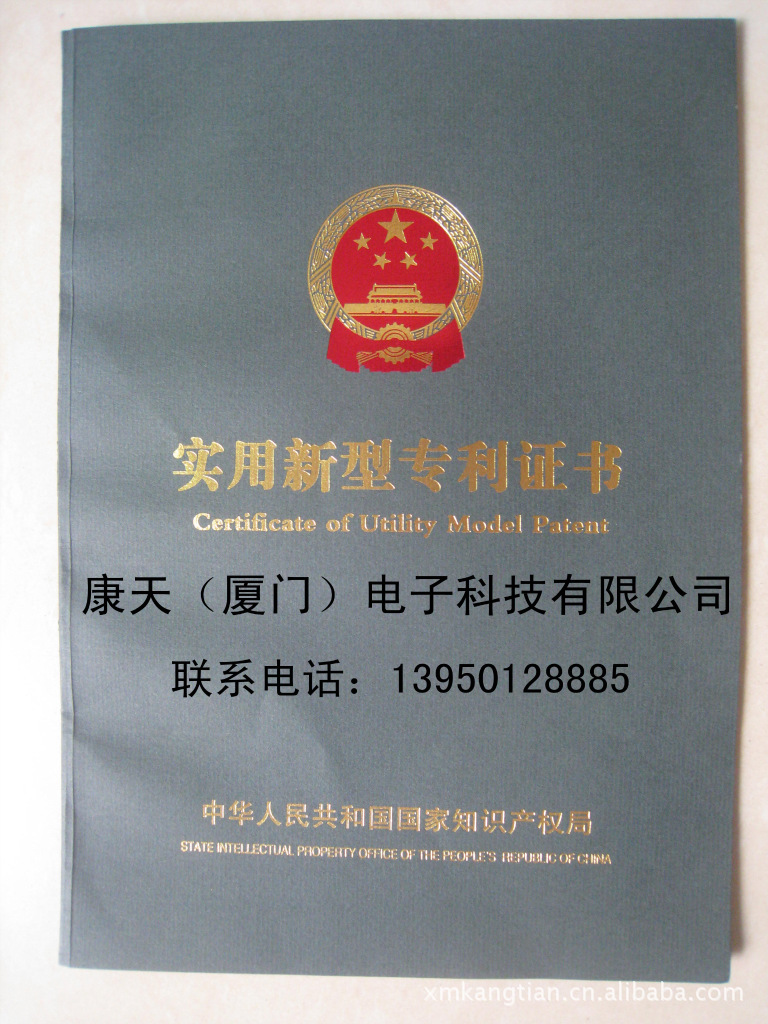 实用新型专利证书
Certificate of Utility Model Patent
康天（厦门）电子科技有限公司
联系电话：13950128885
中华人民共和国国家知识产权局
STATE INTELLECTUAL PROPERTY OFFICE OF THE PEOPLE'S REPUBLIC OF CHINA
xmkangtian.cn.alibaba.com